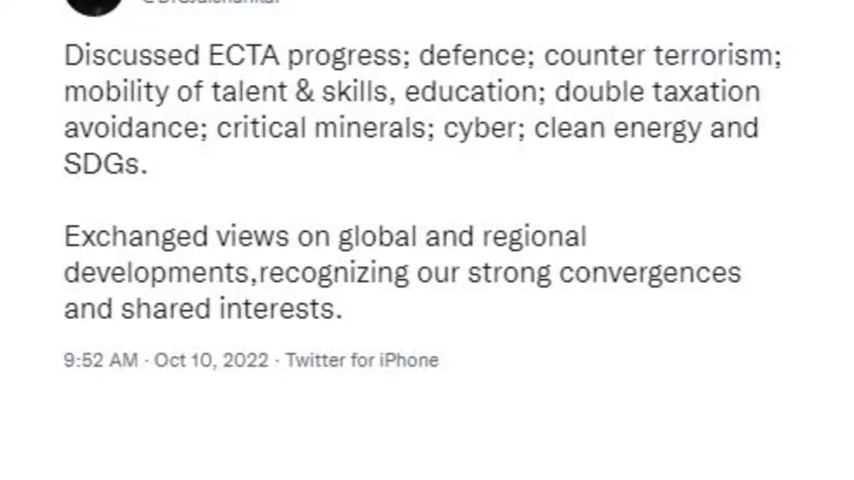 Discussed ECTA progress; defence; counter terrorism;
mobility of talent & skills, education; double taxation
avoidance; critical minerals; cyber; clean energy and
SDGs.
Exchanged views on global and regional
developments,recognizing our strong convergences
and shared interests.
9:52 AM · Oct 10, 2022 · Twitter for iPhone